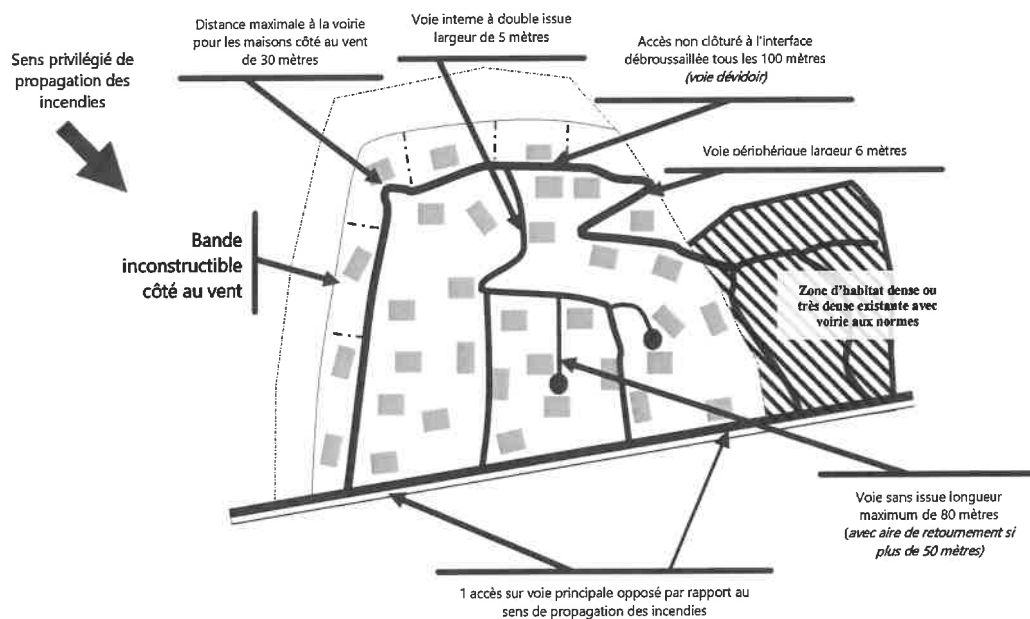 Distance maximale à la voirie
pour les maisons côté au vent
de 30 mètres
Voie interne à double issue
largeur de 5 mètres
Accès non clôturé à l'interface
débroussaillée tous les 100 mètres
(voie dévidoir)
Sens privilégié de
propagation des
incendies
Voie périphérique largeur 6 mètres
Bande
inconstructible
côté au vent
Zone d'habitat dense ou
très dense existante avec
voirie aux normes
Voie sans issue longueur
maximum de 80 mètres
(avec aire de retournement si
plus de 50 mètres)
1 accès sur voie principale opposé par rapport au
sens de propagation des incendies